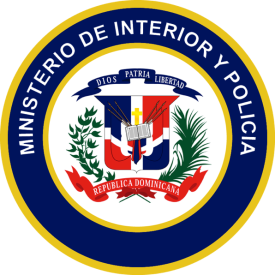 MINISTERIO DE INTERIOR Y POLICIA
DIOS PATRIA LIBERTAD
REPUBLICA DOMINICANA